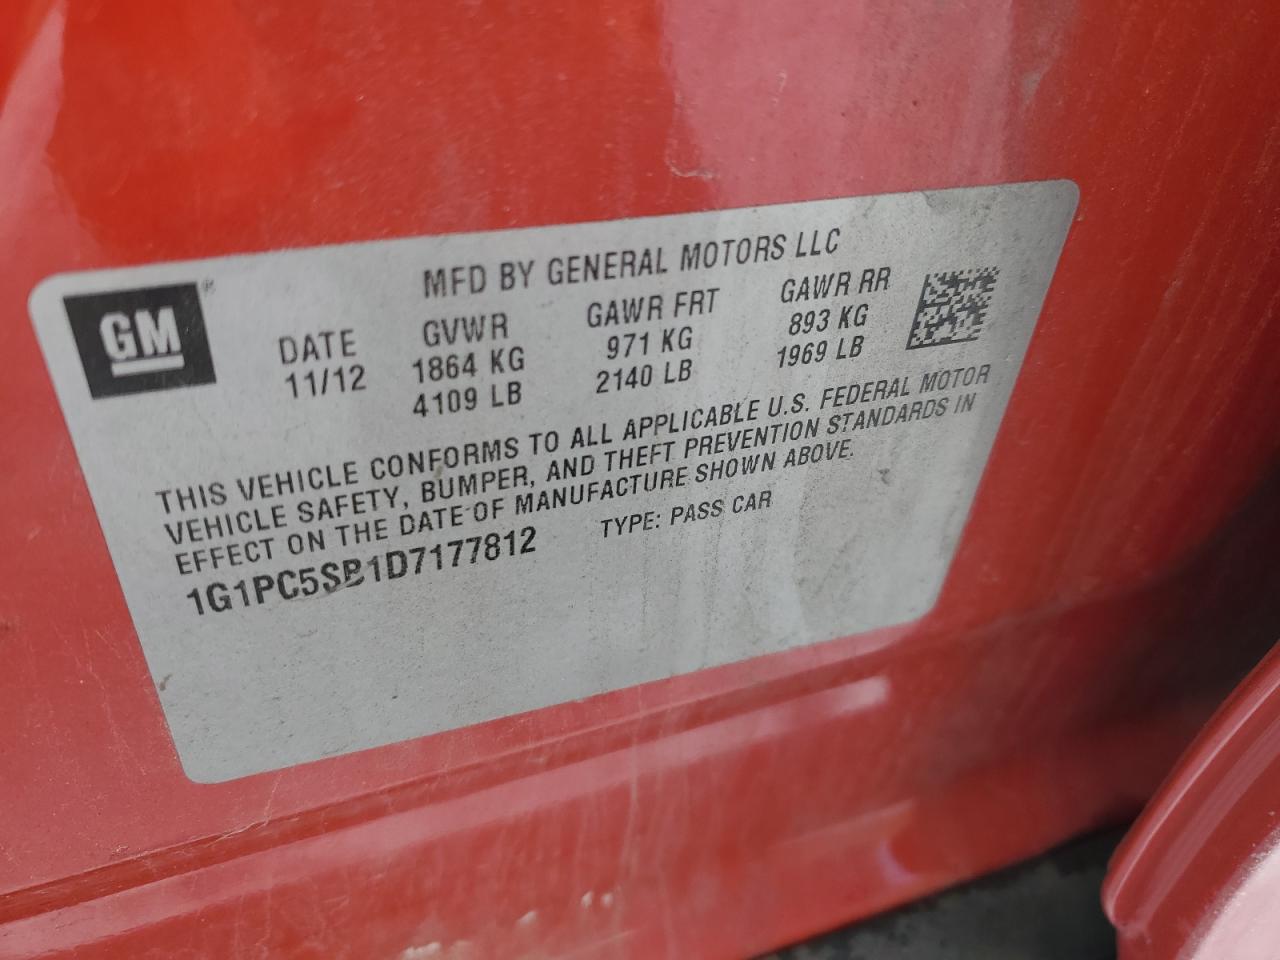 GM ®
MFD BY GENERAL MOTORS LLC
DATE GVWR GAWR FRT GAWR RR
11/12 1864 KG 971 KG 893 KG
4109 LB 2140 LB 1969 LB
THIS VEHICLE CONFORMS TO ALL APPLICABLE U.S. FEDERAL MOTOR
VEHICLE SAFETY, BUMPER, AND THEFT PREVENTION STANDARDS IN
EFFECT ON THE DATE OF MANUFACTURE SHOWN ABOVE.
1G1PC5SB1D7177812 TYPE: PASS CAR